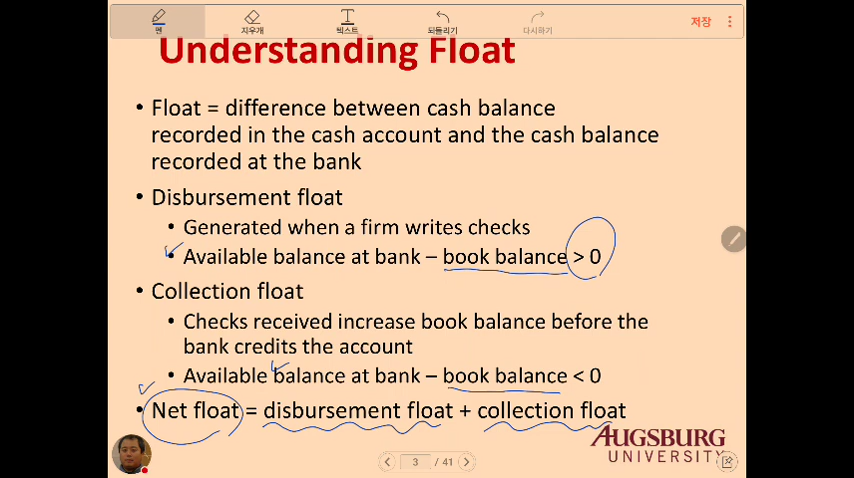 펜 지우개 텍스트 되돌리기 다시하기 저장
Understanding Float
• Float = difference between cash balance
recorded in the cash account and the cash balance
recorded at the bank
• Disbursement float
• Generated when a firm writes checks
• Available balance at bank – book balance > 0
• Collection float
• Checks received increase book balance before the
bank credits the account
• Available balance at bank – book balance < 0
• Net float = disbursement float + collection float
AUGSBURG
UNIVERSITY
3 / 41